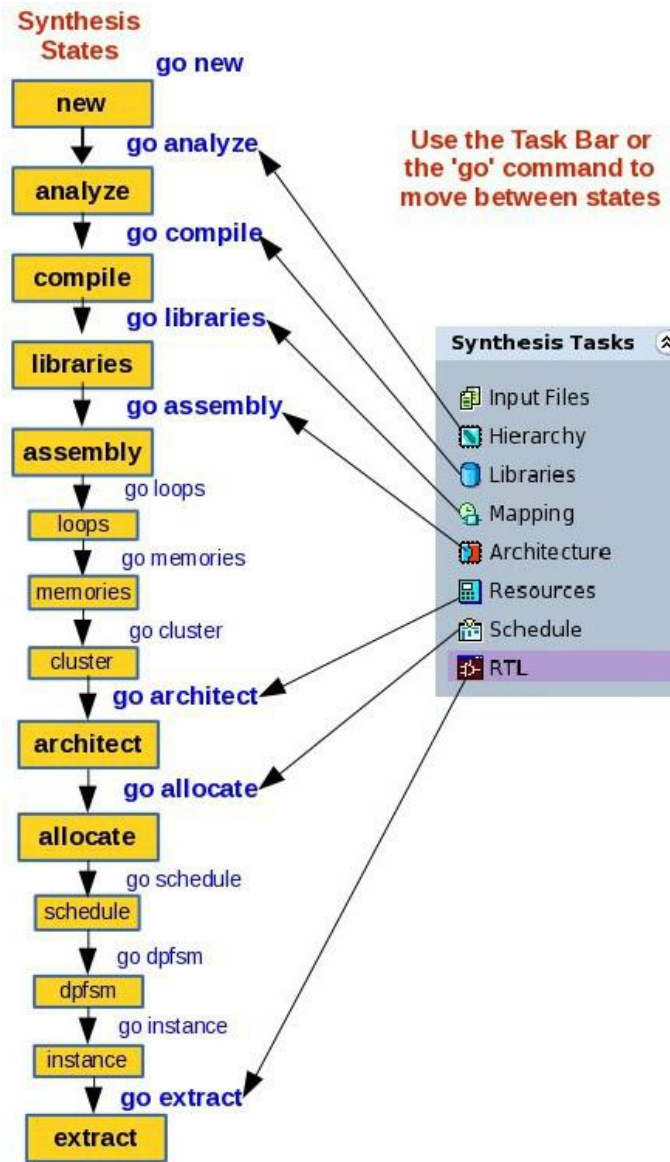 Synthesis
States
go new
new
go analyze
Use the Task Bar or
the 'go' command to
move between states
analyze
go compile
compile
go libraries
libraries
go assembly
assembly
go loops
loops
go memories
memories
go cluster
cluster
go architect
architect
go allocate
allocate
go schedule
schedule
go dpfsm
dpfsm
go instance
instance
go extract
extract
Synthesis Tasks
Input Files
Hierarchy
Libraries
Mapping
Architecture
Resources
Schedule
RTL